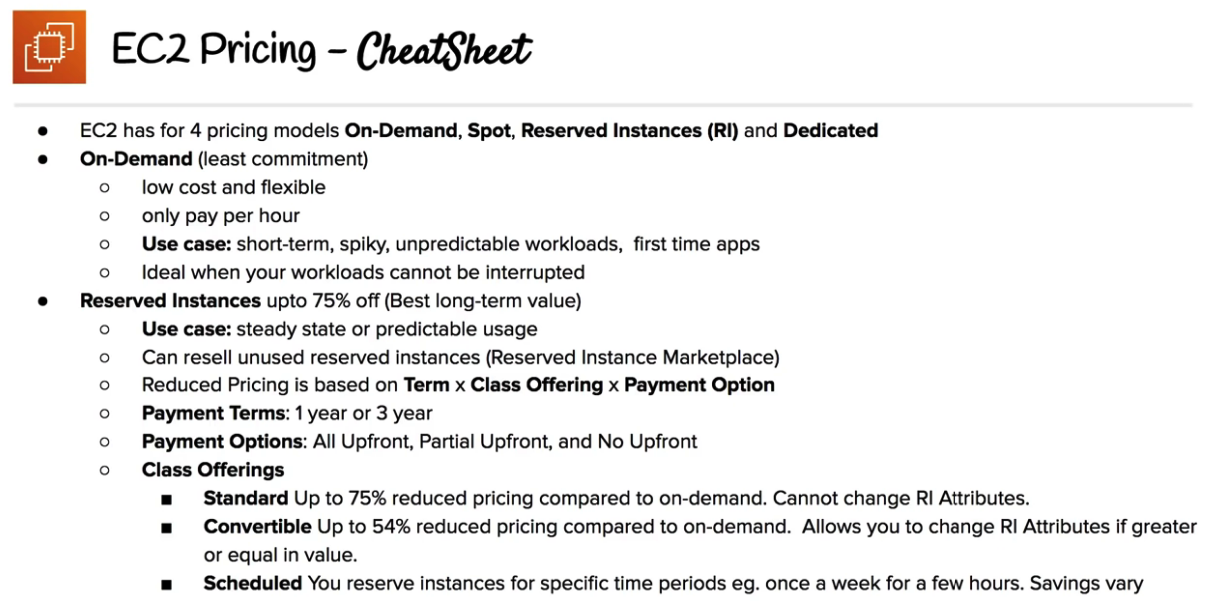 EC2 Pricing – CheatSheet
● EC2 has for 4 pricing models On-Demand, Spot, Reserved Instances (RI) and Dedicated
● On-Demand (least commitment)
○ low cost and flexible
○ only pay per hour
○ Use case: short-term, spiky, unpredictable workloads, first time apps
○ Ideal when your workloads cannot be interrupted
● Reserved Instances upto 75% off (Best long-term value)
○ Use case: steady state or predictable usage
○ Can resell unused reserved instances (Reserved Instance Marketplace)
○ Reduced Pricing is based on Term x Class Offering x Payment Option
○ Payment Terms: 1 year or 3 year
○ Payment Options: All Upfront, Partial Upfront, and No Upfront
○ Class Offerings
■ Standard Up to 75% reduced pricing compared to on-demand. Cannot change RI Attributes.
■ Convertible Up to 54% reduced pricing compared to on-demand. Allows you to change RI Attributes if greater
or equal in value.
■ Scheduled You reserve instances for specific time periods eg. once a week for a few hours. Savings vary